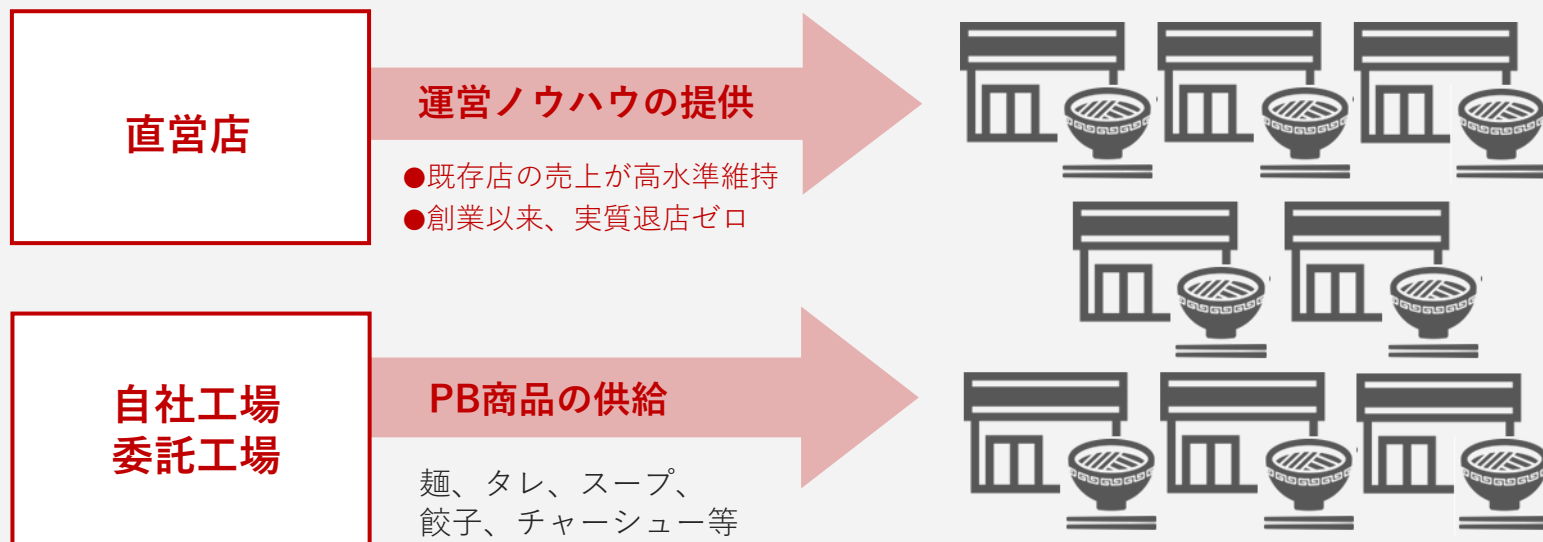 直営店
運営ノウハウの提供
●既存店の売上が高水準維持
●創業以来、実質退店ゼロ
自社工場
委託工場
PB商品の供給
麺、タレ、スープ、
餃子、チャーシュー等